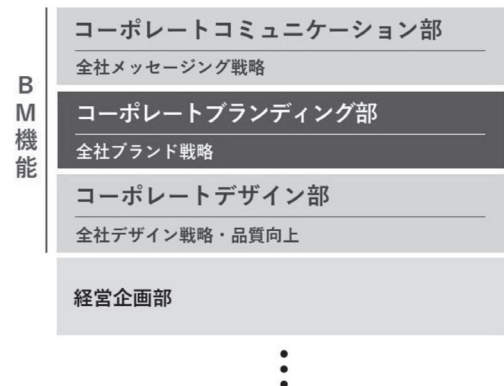 BM機能
コーポレートコミュニケーション部
全社メッセージング戦略
コーポレートブランディング部
全社ブランド戦略
コーポレートデザイン部
全社デザイン戦略・品質向上
経営企画部